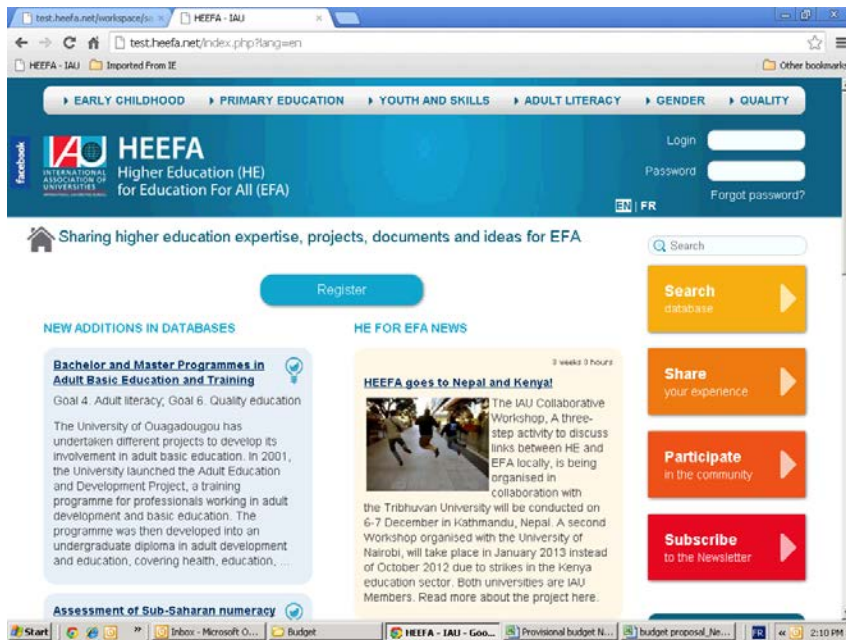 test.heefa.net/workspace/se
HEEFA - IAU
test.heefa.net/index.php?lang=en
HEEFA - IAU
Imported From IE
Other bookmarks
EARLY CHILDHOOD
PRIMARY EDUCATION
YOUTH AND SKILLS
ADULT LITERACY
GENDER
QUALITY
facebook
IAU
INTERNATIONAL
ASSOCIATION OF
UNIVERSITIES
HEEFA
Higher Education (HE)
for Education For All (EFA)
Login
Password
Forgot password?
EN | FR
Sharing higher education expertise, projects, documents and ideas for EFA
Search
Register
NEW ADDITIONS IN DATABASES
Bachelor and Master Programmes in
Adult Basic Education and Training
Goal 4. Adult literacy; Goal 6. Quality education
The University of Ouagadougou has
undertaken different projects to develop its
involvement in adult basic education. In 2001,
the University launched the Adult Education
and Development Project, a training
programme for professionals working in adult
development and basic education. The
programme was then developed into an
undergraduate diploma in adult development
and education, covering health, education, ...
Assessment of Sub-Saharan numeracy
HE FOR EFA NEWS
3 weeks 3 hours
HEEFA goes to Nepal and Kenya!
The IAU Collaborative
Workshop, A three-
step activity to discuss
links between HE and
EFA locally, is being
organised in
collaboration with
the Tribhuvan University will be conducted on
6-7 December in Kathmandu, Nepal. A second
Workshop organised with the University of
Nairobi, will take place in January 2013 instead
of October 2012 due to strikes in the Kenya
education sector. Both universities are IAU
Members. Read more about the project here.
Search
database
Share
your experience
Participate
in the community
Subscribe
to the Newsletter
Start
Inbox - Microsoft O...
Budget
HEEFA - IAU - Goo...
Provisional budget N...
budget proposal_Ne...
FR
2:10 PM